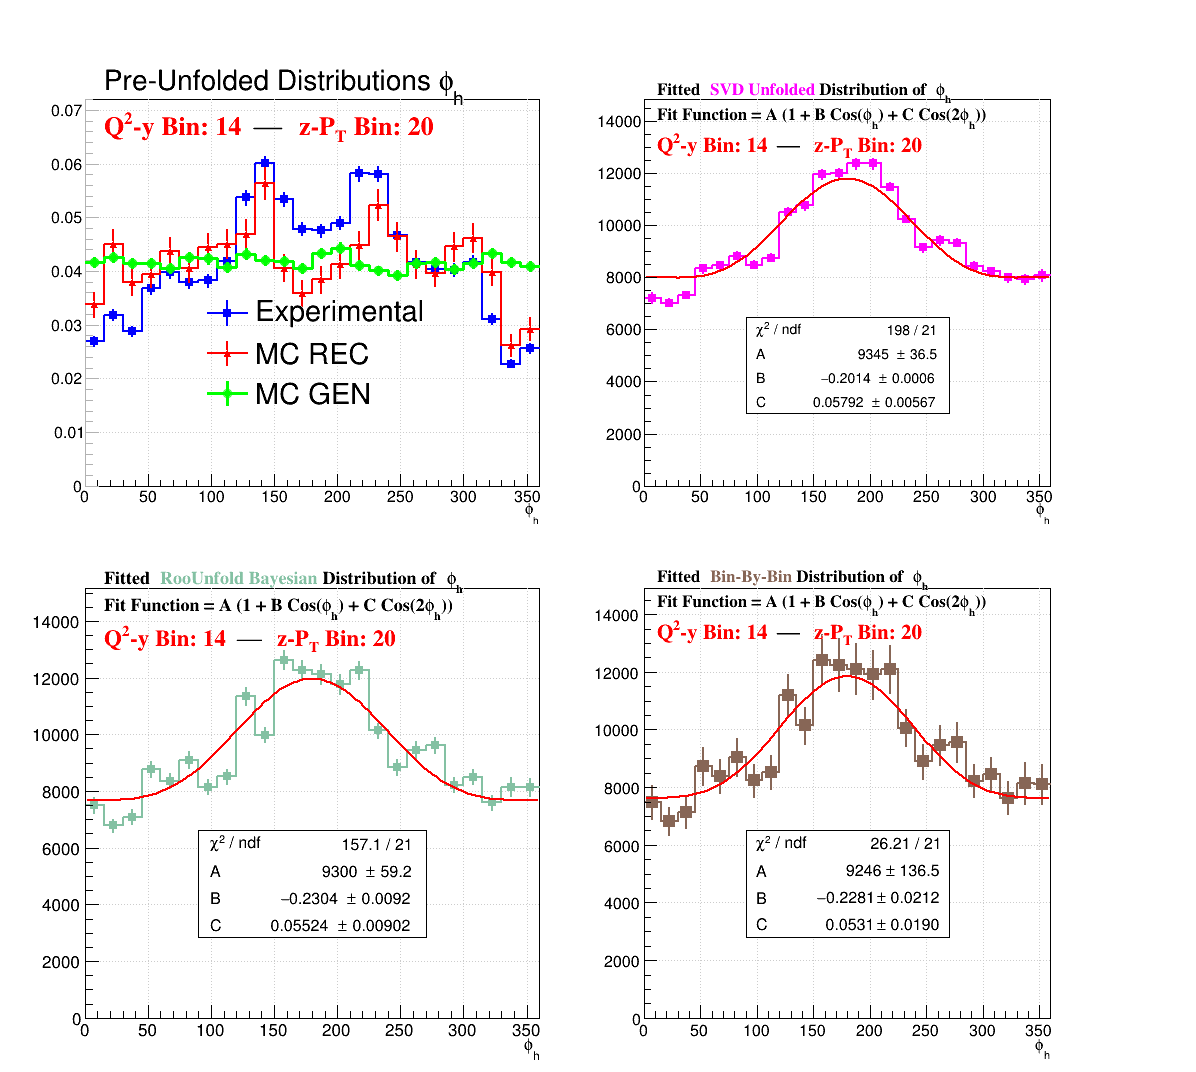 Pre-Unfolded Distributions ϕh
Q²-y Bin: 14 — z-PT Bin: 20
0.07
0.06
0.05
0.04
0.03
0.02
0.01
0
Experimental
MC REC
MC GEN
0 50 100 150 200 250 300 350
ϕh
Fitted SVD Unfolded Distribution of ϕh
Fit Function = A (1 + B Cos(ϕh) + C Cos(2ϕh))
Q²-y Bin: 14 — z-PT Bin: 20
14000
12000
10000
8000
6000
4000
2000
0
χ² / ndf 198 / 21
A 9345 ± 36.5
B −0.2014 ± 0.0006
C 0.05792 ± 0.00567
0 50 100 150 200 250 300 350
ϕh
Fitted RooUnfold Bayesian Distribution of ϕh
Fit Function = A (1 + B Cos(ϕh) + C Cos(2ϕh))
Q²-y Bin: 14 — z-PT Bin: 20
14000
12000
10000
8000
6000
4000
2000
0
χ² / ndf 157.1 / 21
A 9300 ± 59.2
B −0.2304 ± 0.0092
C 0.05524 ± 0.00902
0 50 100 150 200 250 300 350
ϕh
Fitted Bin-By-Bin Distribution of ϕh
Fit Function = A (1 + B Cos(ϕh) + C Cos(2ϕh))
Q²-y Bin: 14 — z-PT Bin: 20
14000
12000
10000
8000
6000
4000
2000
0
χ² / ndf 26.21 / 21
A 9246 ± 136.5
B −0.2281 ± 0.0212
C 0.0531 ± 0.0190
0 50 100 150 200 250 300 350
ϕh